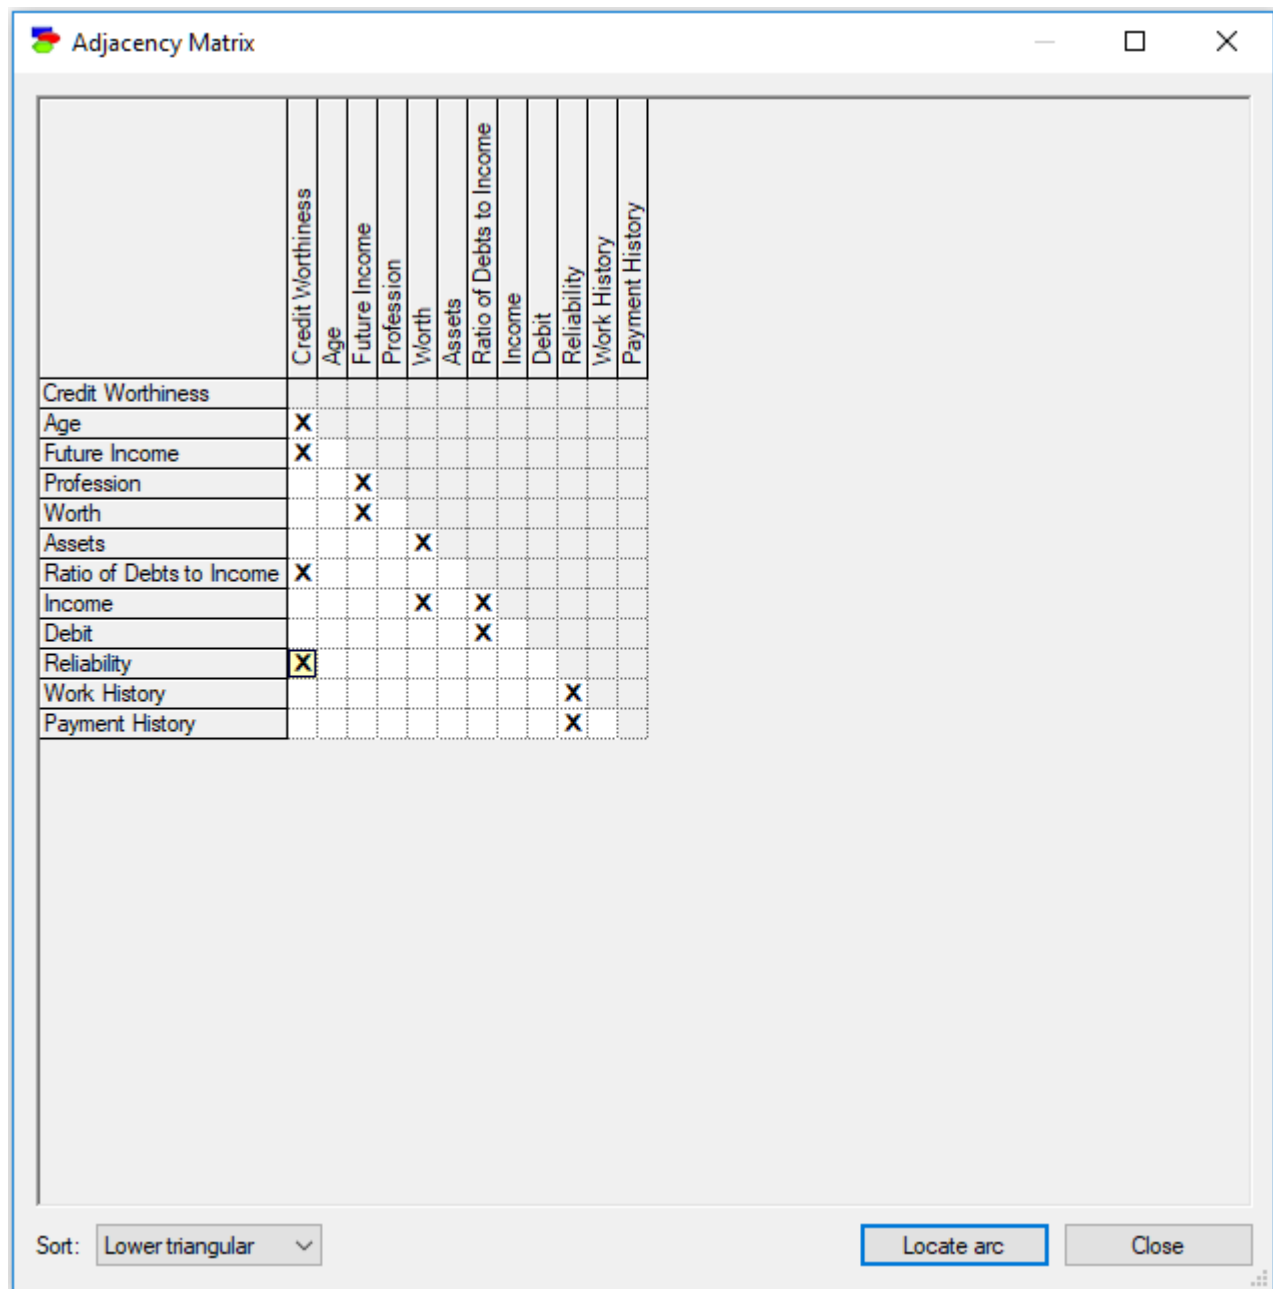 Adjacency Matrix
Credit Worthiness
Age
Future Income
Profession
Worth
Assets
Ratio of Debts to Income
Income
Debit
Reliability
Work History
Payment History
Credit Worthiness
Age X
Future Income X
Profession X
Worth X
Assets X
Ratio of Debts to Income X
Income X X
Debit X
Reliability X
Work History X
Payment History X
Sort: Lower triangular Locate arc Close